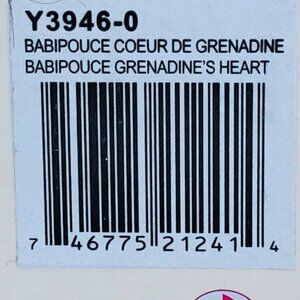 Y3946-0
BABIPOUCE COEUR DE GRENADINE
BABIPOUCE GRENADINE'S HEART
7 46775 21241 4